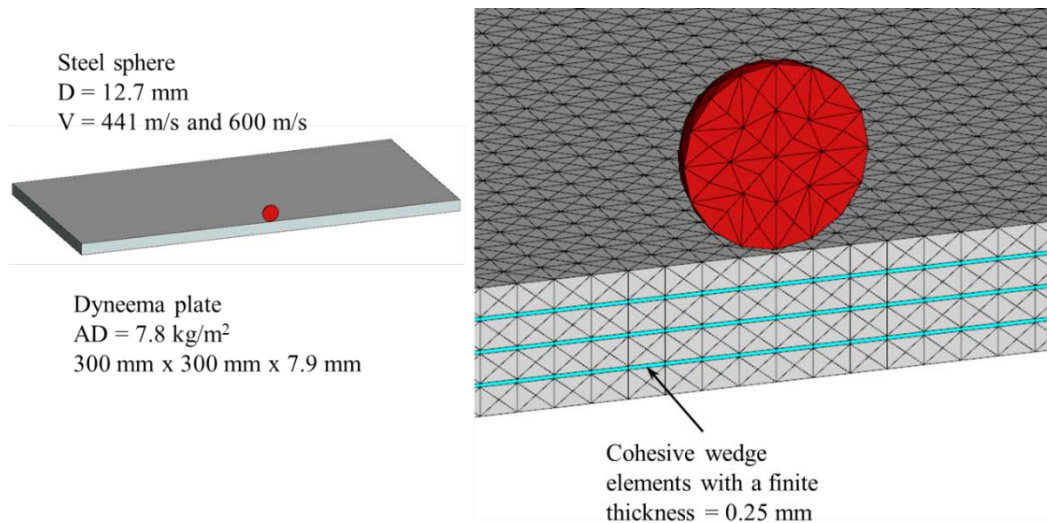 Steel sphere
D = 12.7 mm
V = 441 m/s and 600 m/s
Dyneema plate
AD = 7.8 kg/m²
300 mm x 300 mm x 7.9 mm
Cohesive wedge
elements with a finite
thickness = 0.25 mm